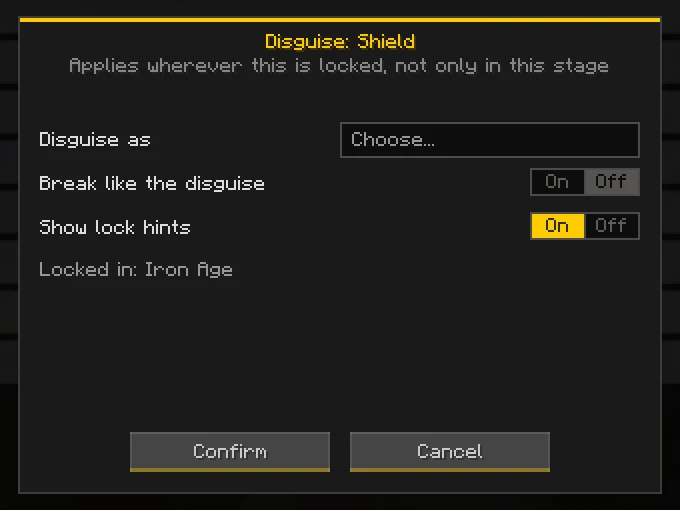 Disguise: Shield
Applies wherever this is locked, not only in this stage
Disguise as Choose...
Break like the disguise On Off
Show lock hints On Off
Locked in: Iron Age
Confirm Cancel